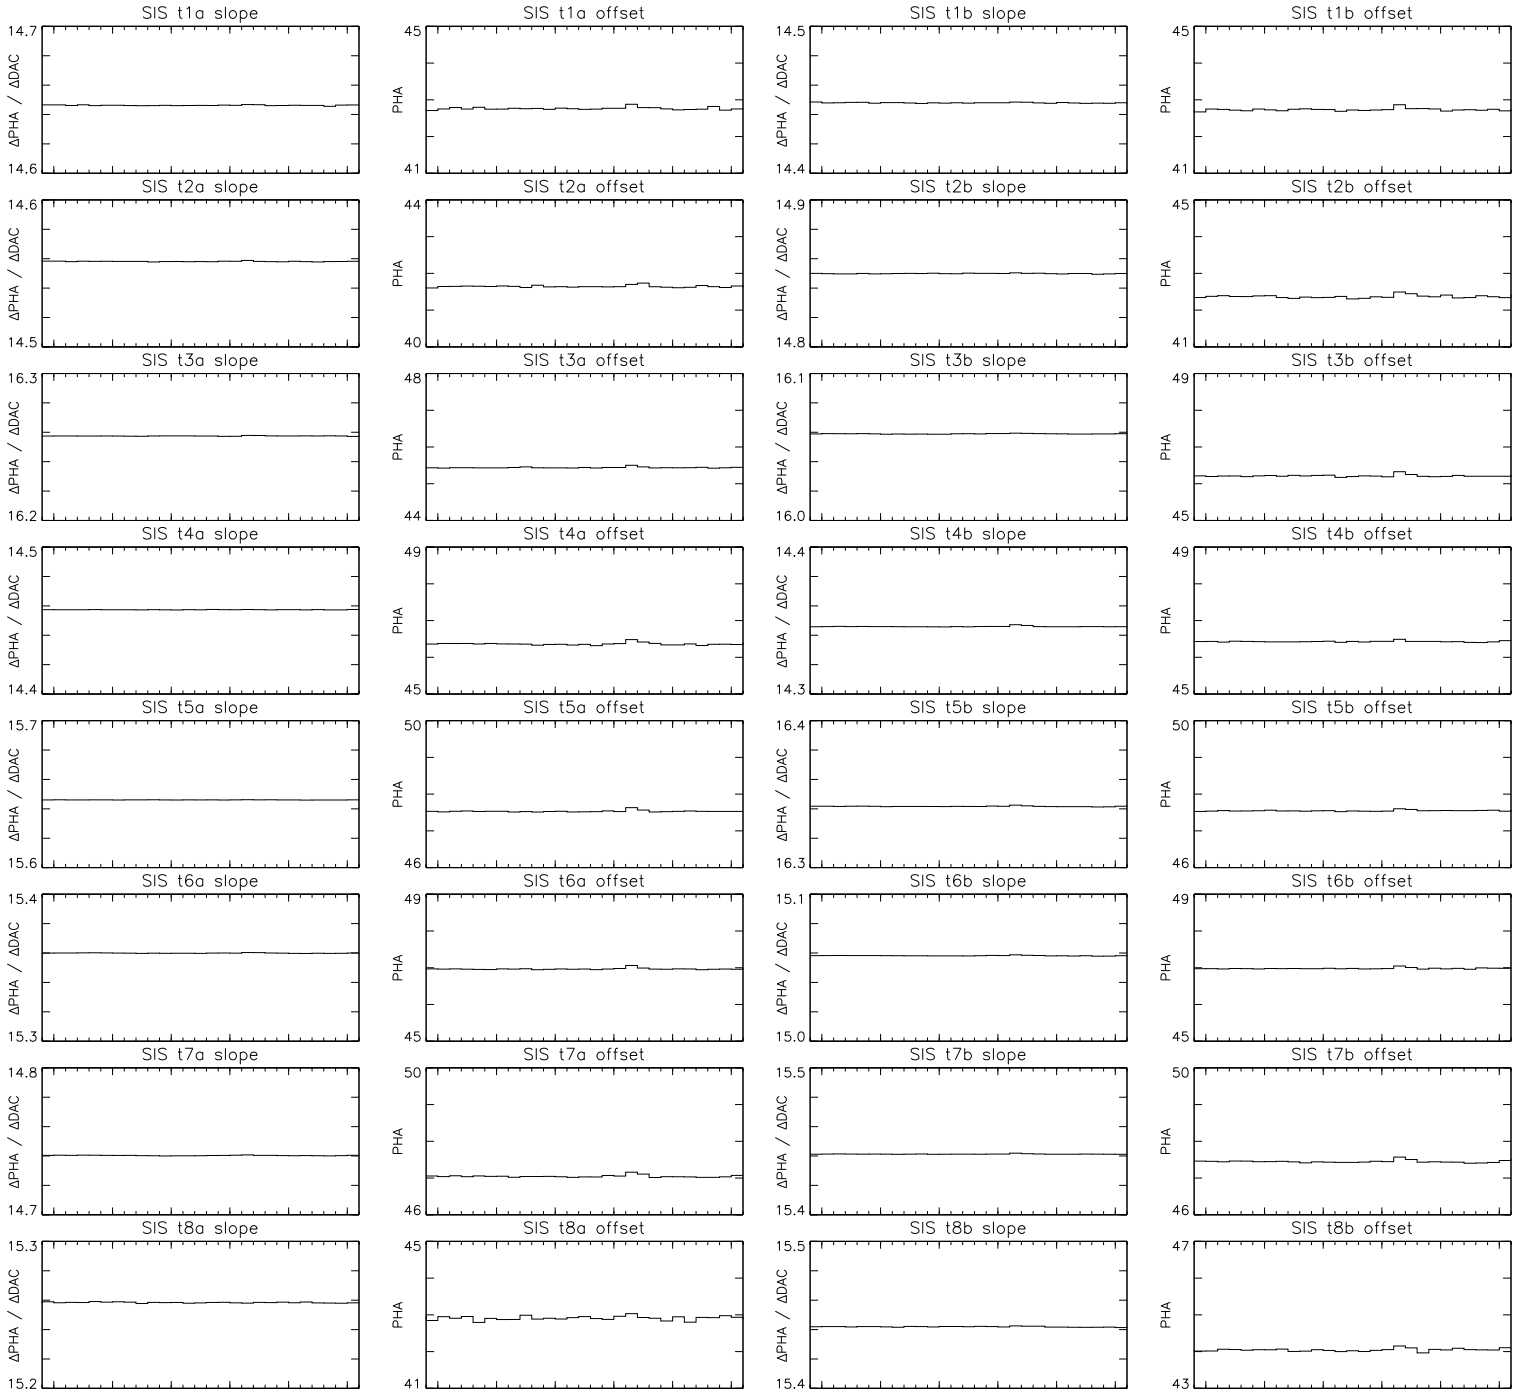 SIS t1a slope
SIS t1a offset
SIS t1b slope
SIS t1b offset
14.7
ΔPHA / ΔDAC
14.6
45
PHA
41
14.5
ΔPHA / ΔDAC
14.4
45
PHA
41
SIS t2a slope
SIS t2a offset
SIS t2b slope
SIS t2b offset
14.6
ΔPHA / ΔDAC
14.5
44
PHA
40
14.9
ΔPHA / ΔDAC
14.8
45
PHA
41
SIS t3a slope
SIS t3a offset
SIS t3b slope
SIS t3b offset
16.3
ΔPHA / ΔDAC
16.2
48
PHA
44
16.1
ΔPHA / ΔDAC
16.0
49
PHA
45
SIS t4a slope
SIS t4a offset
SIS t4b slope
SIS t4b offset
14.5
ΔPHA / ΔDAC
14.4
49
PHA
45
14.4
ΔPHA / ΔDAC
14.3
49
PHA
45
SIS t5a slope
SIS t5a offset
SIS t5b slope
SIS t5b offset
15.7
ΔPHA / ΔDAC
15.6
50
PHA
46
16.4
ΔPHA / ΔDAC
16.3
50
PHA
46
SIS t6a slope
SIS t6a offset
SIS t6b slope
SIS t6b offset
15.4
ΔPHA / ΔDAC
15.3
49
PHA
45
15.1
ΔPHA / ΔDAC
15.0
49
PHA
45
SIS t7a slope
SIS t7a offset
SIS t7b slope
SIS t7b offset
14.8
ΔPHA / ΔDAC
14.7
50
PHA
46
15.5
ΔPHA / ΔDAC
15.4
50
PHA
46
SIS t8a slope
SIS t8a offset
SIS t8b slope
SIS t8b offset
15.3
ΔPHA / ΔDAC
15.2
45
PHA
41
15.5
ΔPHA / ΔDAC
15.4
47
PHA
43